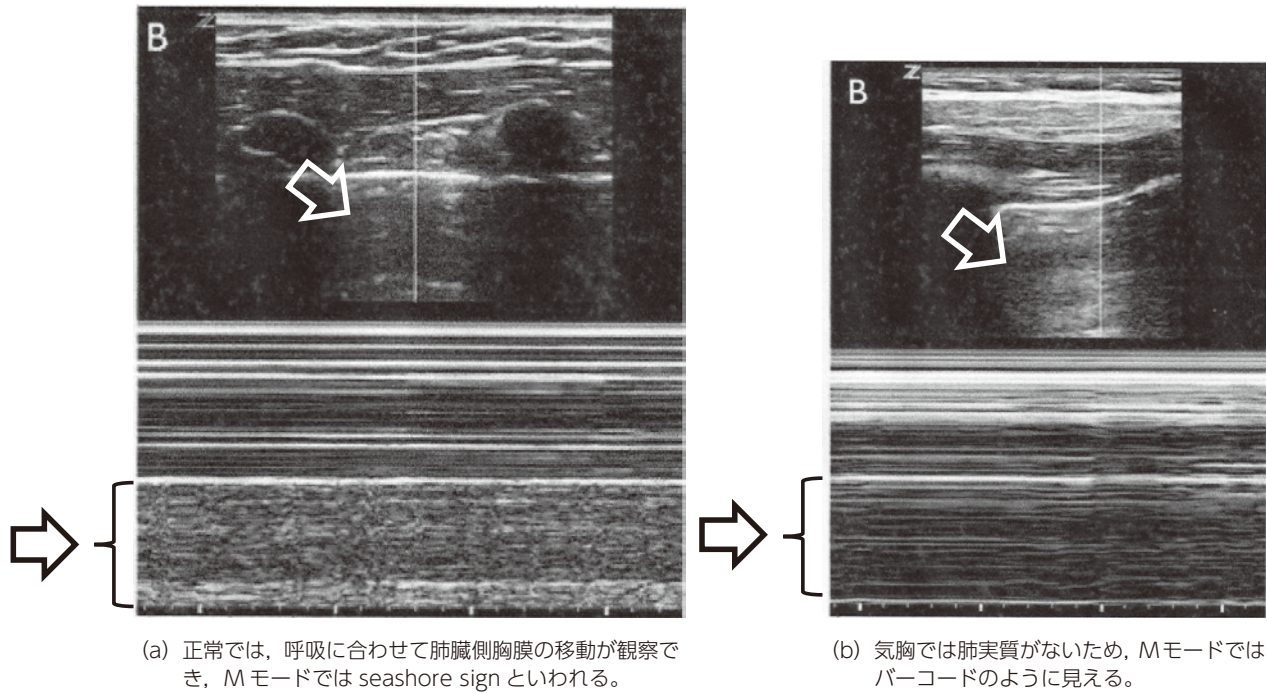 B
Z
B
Z
(a) 正常では，呼吸に合わせて肺臓側胸膜の移動が観察で
き，Mモードでは seashore sign といわれる。
(b) 気胸では肺実質がないため，Mモードでは
バーコードのように見える。